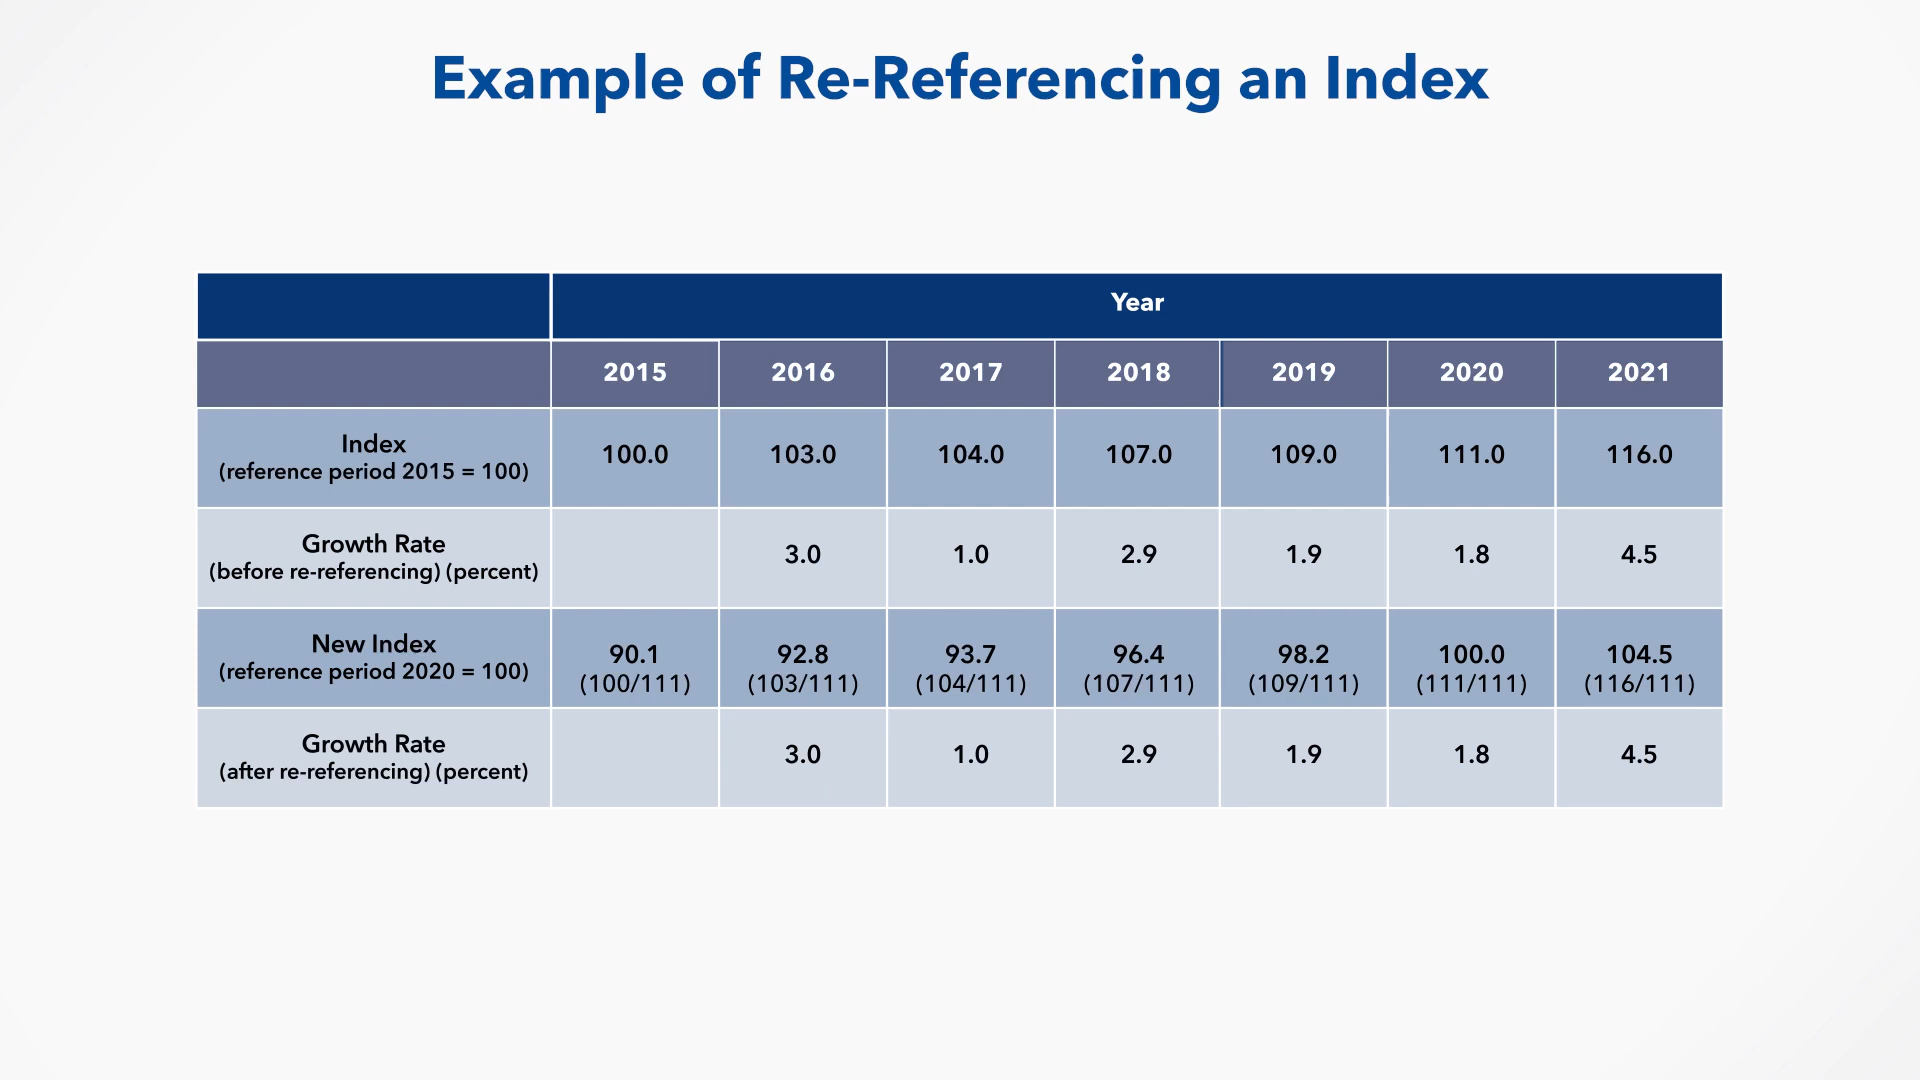 Example of Re-Referencing an Index
Year
2015 2016 2017 2018 2019 2020 2021
Index
(reference period 2015 = 100)
100.0 103.0 104.0 107.0 109.0 111.0 116.0
Growth Rate
(before re-referencing) (percent)
3.0 1.0 2.9 1.9 1.8 4.5
New Index
(reference period 2020 = 100)
90.1 92.8 93.7 96.4 98.2 100.0 104.5
(100/111) (103/111) (104/111) (107/111) (109/111) (111/111) (116/111)
Growth Rate
(after re-referencing) (percent)
3.0 1.0 2.9 1.9 1.8 4.5